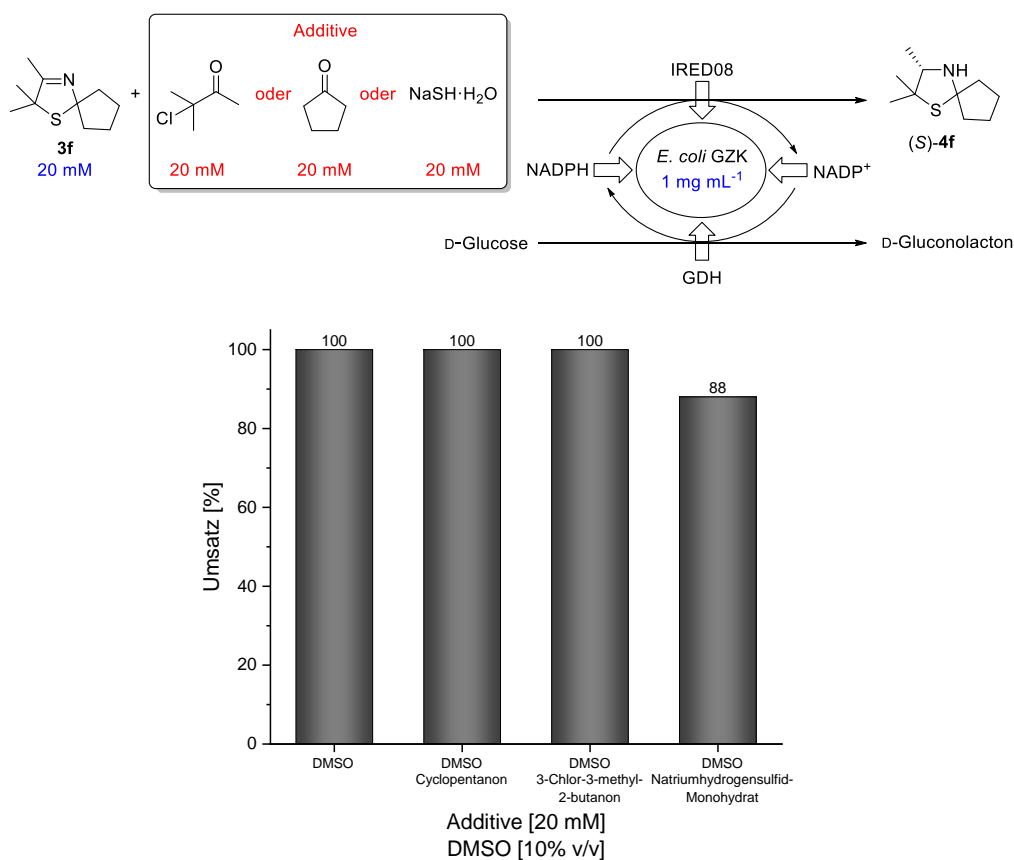 Additive
N
S
3f
20 mM
+
O
Cl
20 mM
oder
O
20 mM
oder
NaSH·H₂O
20 mM
IRED08
NADPH
E. coli GZK
1 mg mL⁻¹
NADP⁺
D-Glucose
D-Gluconolacton
GDH
NH
S
(S)-4f
Umsatz [%]
100
80
60
40
20
0
100
100
100
88
DMSO
DMSO
Cyclopentanon
DMSO
3-Chlor-3-methyl-
2-butanon
DMSO
Natriumhydrogensulfid-
Monohydrat
Additive [20 mM]
DMSO [10% v/v]